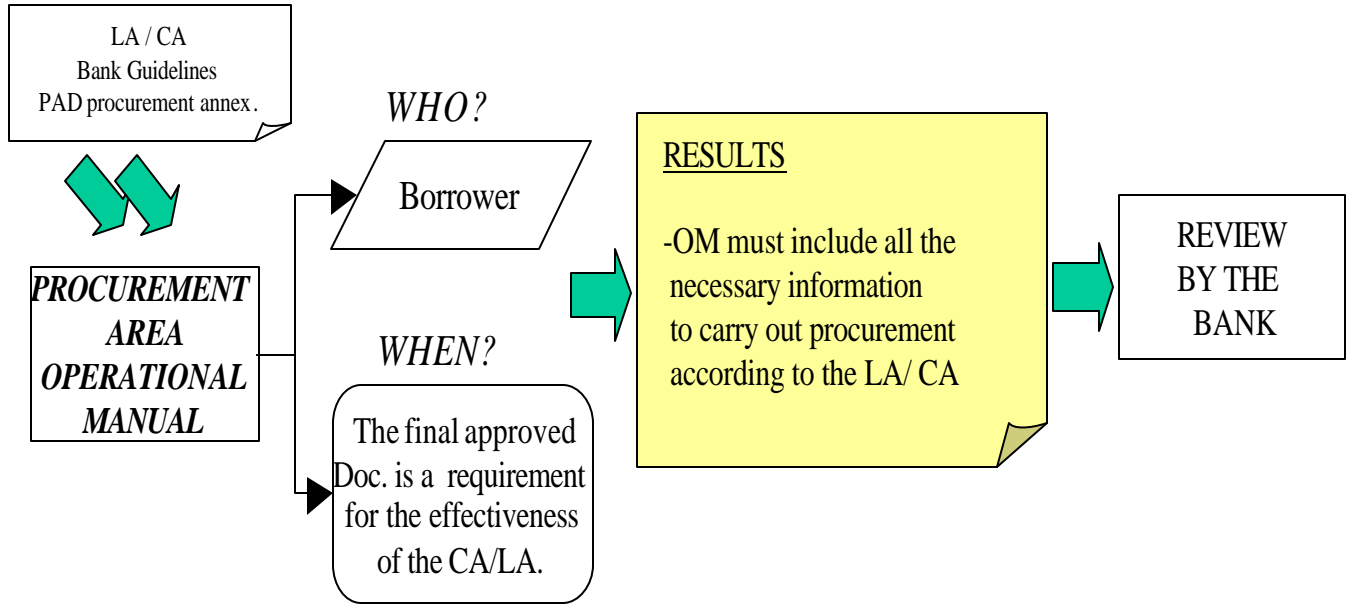 LA / CA
Bank Guidelines
PAD procurement annex.
PROCUREMENT
AREA
OPERATIONAL
MANUAL
WHO?
Borrower
WHEN?
The final approved
Doc. is a requirement
for the effectiveness
of the CA/LA.
RESULTS
-OM must include all the
necessary information
to carry out procurement
according to the LA/ CA
REVIEW
BY THE
BANK